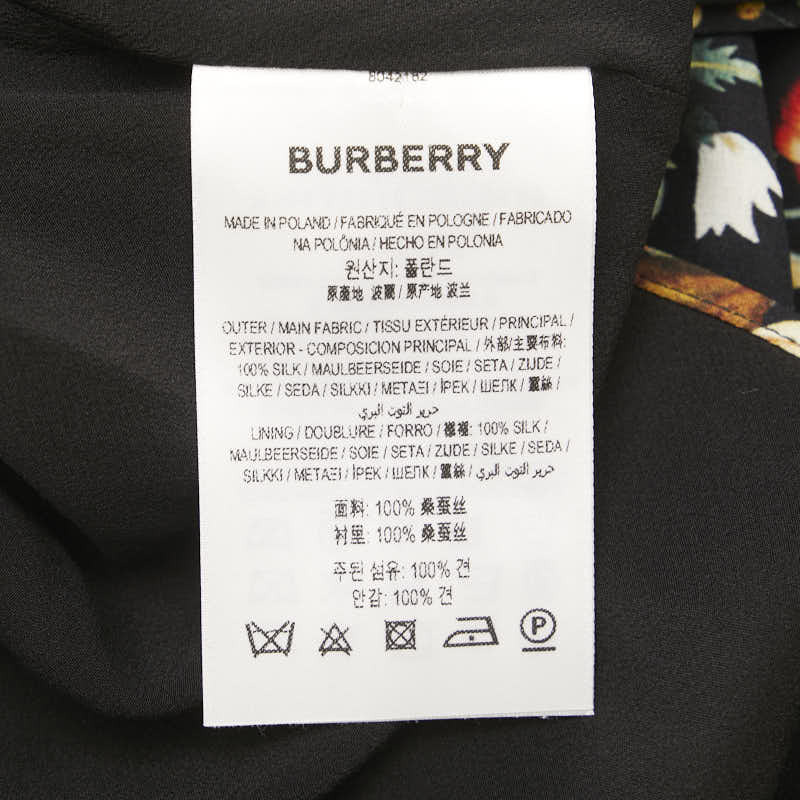 8042182
BURBERRY
MADE IN POLAND / FABRIQUÉ EN POLOGNE / FABRICADO
NA POLÔNIA / HECHO EN POLONIA
원산지: 폴란드
原產地 波蘭 / 原产地 波兰
OUTER / MAIN FABRIC / TISSU EXTÉRIEUR / PRINCIPAL /
EXTERIOR - COMPOSICION PRINCIPAL / 外部/主要布料:
100% SILK / MAULBEERSEIDE / SOIE / SETA / ZIJDE /
SILKE / SEDA / SILKKI / ΜΕΤΑΞΙ / İPEK / ШЕЛК / 蠶絲 /
حرير التوت البري
LINING / DOUBLURE / FORRO / 襯裡: 100% SILK /
MAULBEERSEIDE / SOIE / SETA / ZIJDE / SILKE / SEDA /
SILKKI / ΜΕΤΑΞΙ / İPEK / ШЕЛК / 蠶絲 / حرير التوت البري
面料: 100% 桑蚕丝
衬里: 100% 桑蚕丝
주된 섬유: 100% 견
안감: 100% 견
P